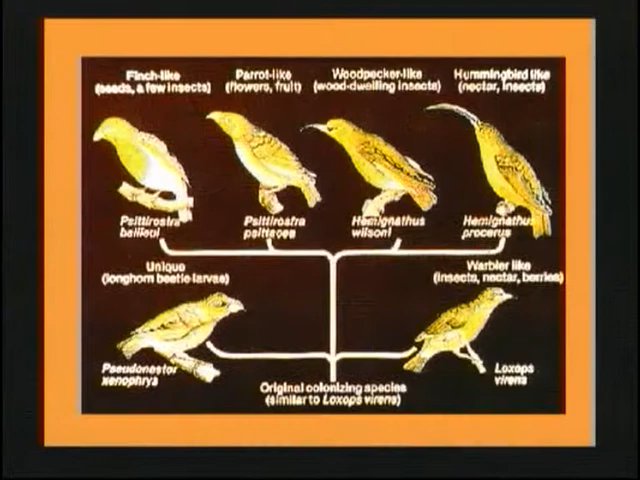 Finch-like
(seeds, a few insects)
Parrot-like
(flowers, fruit)
Woodpecker-like
(wood-dwelling insects)
Hummingbird like
(nectar, insects)
Psittirostra
bailleui
Psittirostra
psittacea
Hemignathus
wilsoni
Hemignathus
procerus
Unique
(longhorn beetle larvae)
Warbler like
(insects, nectar, berries)
Pseudonestor
xenophrys
Original colonizing species
(similar to Loxops virens)
Loxops
virens